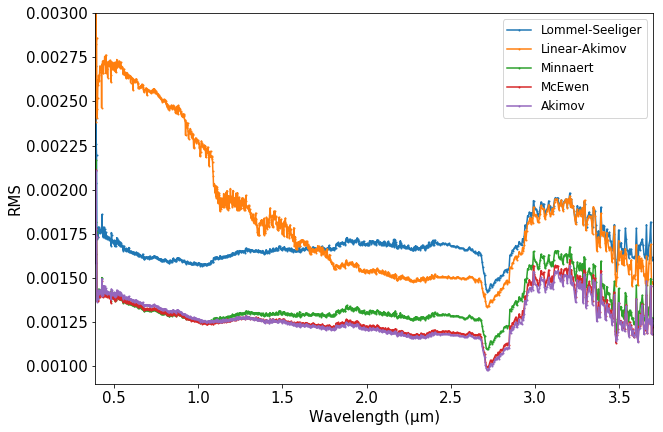 0.00300
0.00275
0.00250
0.00225
0.00200
0.00175
0.00150
0.00125
0.00100
RMS
Lommel-Seeliger
Linear-Akimov
Minnaert
McEwen
Akimov
0.5 1.0 1.5 2.0 2.5 3.0 3.5
Wavelength (μm)